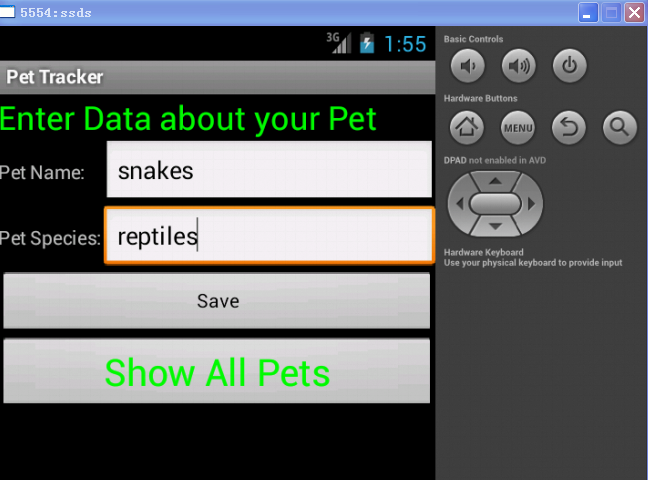 5554:ssds
3G
1:55
Pet Tracker
Enter Data about your Pet
Pet Name: snakes
Pet Species: reptiles
Save
Show All Pets
Basic Controls
Hardware Buttons
MENU
DPAD not enabled in AVD
Hardware Keyboard
Use your physical keyboard to provide input